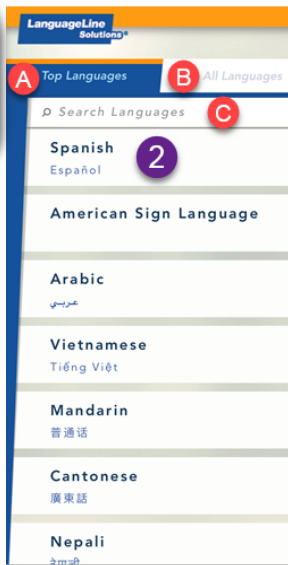 LanguageLine
Solutions
A Top Languages B All Languages
Search Languages C
Spanish 2
Español
American Sign Language
Arabic
عربي
Vietnamese
Tiếng Việt
Mandarin
普通话
Cantonese
廣東話
Nepali